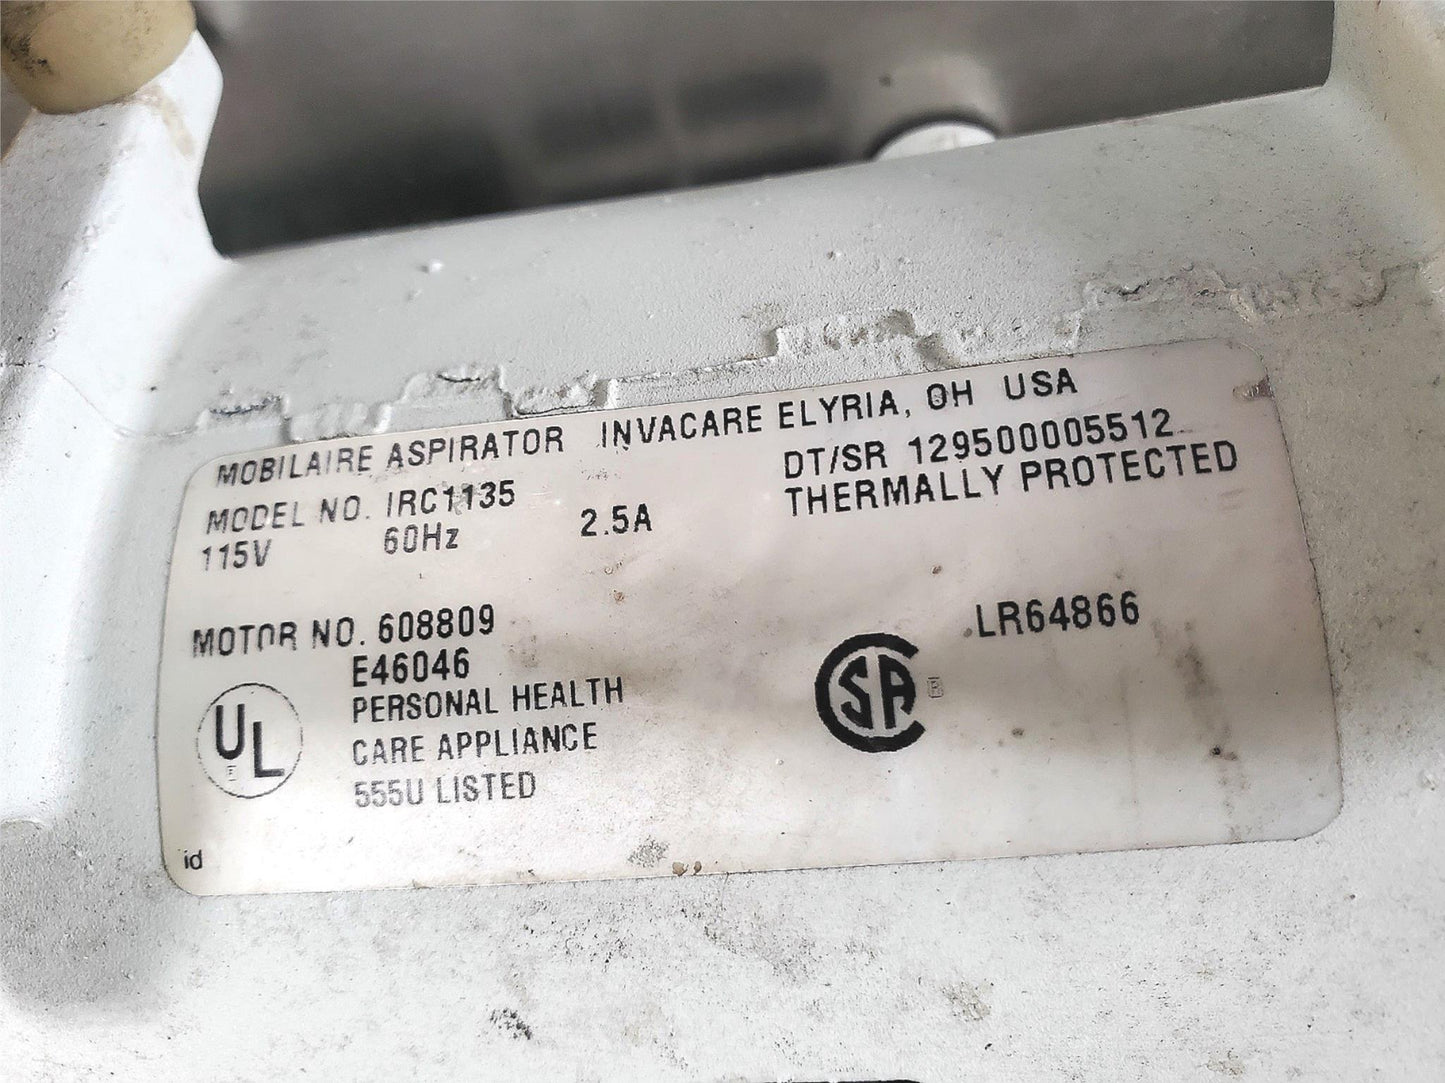 MOBILAIRE ASPIRATOR INVACARE ELYRIA, OH USA
MODEL NO. IRC1135 DT/SR 129500005512
115V 60Hz 2.5A THERMALLY PROTECTED
MOTOR NO. 608809 LR64866
E46046
PERSONAL HEALTH
CARE APPLIANCE
555U LISTED
UL
SA
id